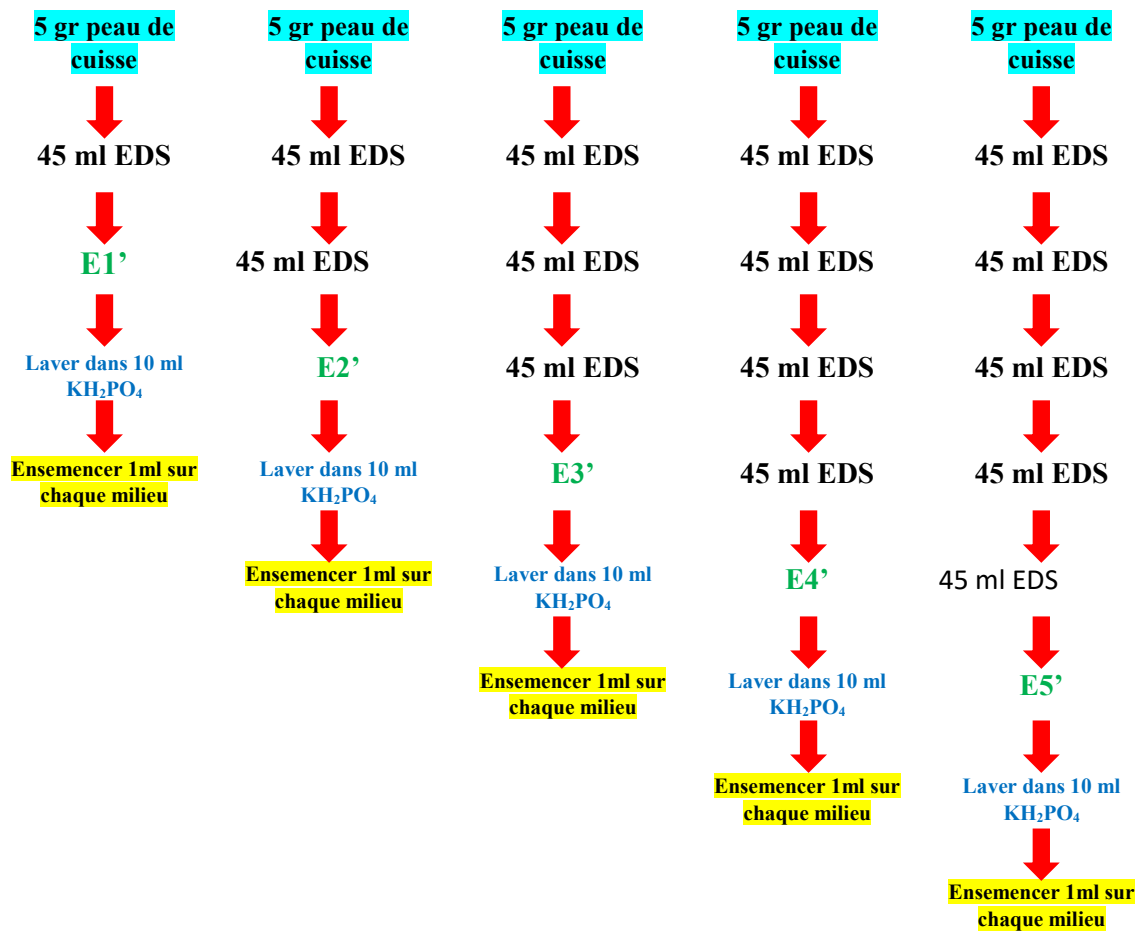 5 gr peau de
cuisse
45 ml EDS
E1’
Laver dans 10 ml
KH₂PO₄
Ensemencer 1ml sur
chaque milieu
5 gr peau de
cuisse
45 ml EDS
45 ml EDS
E2’
Laver dans 10 ml
KH₂PO₄
Ensemencer 1ml sur
chaque milieu
5 gr peau de
cuisse
45 ml EDS
45 ml EDS
45 ml EDS
E3’
Laver dans 10 ml
KH₂PO₄
Ensemencer 1ml sur
chaque milieu
5 gr peau de
cuisse
45 ml EDS
45 ml EDS
45 ml EDS
45 ml EDS
E4’
Laver dans 10 ml
KH₂PO₄
Ensemencer 1ml sur
chaque milieu
5 gr peau de
cuisse
45 ml EDS
45 ml EDS
45 ml EDS
45 ml EDS
45 ml EDS
E5’
Laver dans 10 ml
KH₂PO₄
Ensemencer 1ml sur
chaque milieu